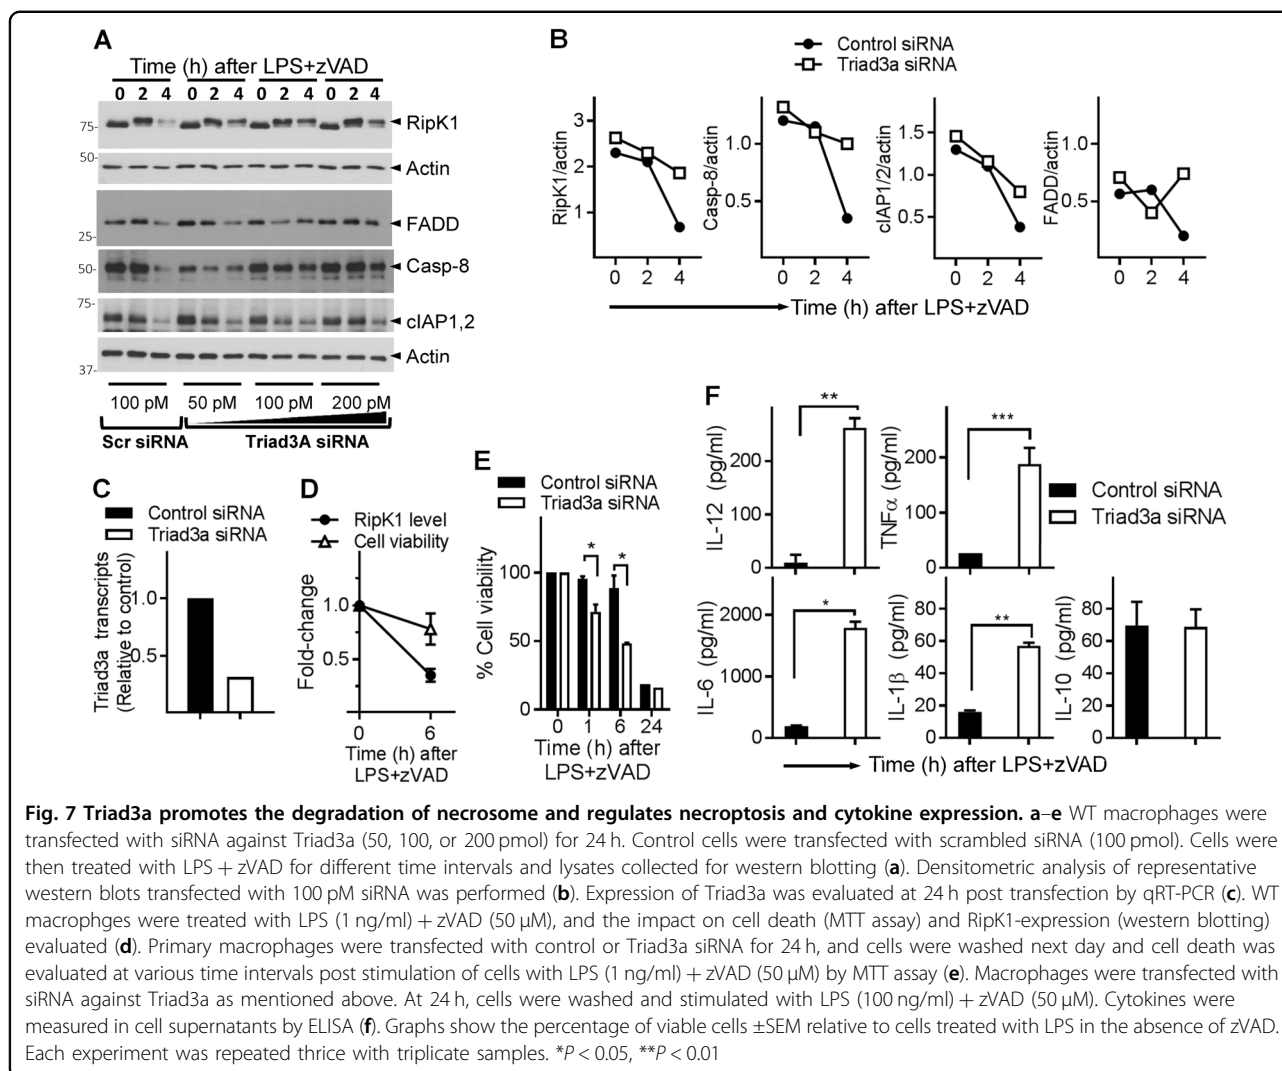 A
Time (h) after LPS+zVAD
0 2 4 0 2 4 0 2 4 0 2 4
75-
RipK1
50-
Actin
FADD
25-
50-
Casp-8
75-
cIAP1,2
Actin
37-
100 pM 50 pM 100 pM 200 pM
Scr siRNA Triad3A siRNA
B
Control siRNA
Triad3a siRNA
RipK1/actin
3
2
1
0 2 4
Casp-8/actin
1.0
0.5
0 2 4
cIAP1/2/actin
1.5
1.0
0.5
0 2 4
FADD/actin
1.0
0.5
0 2 4
Time (h) after LPS+zVAD
C
Control siRNA
Triad3a siRNA
Triad3a transcripts
(Relative to control)
1.0
0.5
D
RipK1 level
Cell viability
Fold-change
1.0
0.5
0 6
Time (h) after
LPS+zVAD
E
Control siRNA
Triad3a siRNA
% Cell viability
100
50
0
* *
0 1 6 24
Time (h) after
LPS+zVAD
F
IL-12 (pg/ml)
200
100
0
**
TNFα (pg/ml)
200
100
0
***
Control siRNA
Triad3a siRNA
IL-6 (pg/ml)
2000
1000
0
*
IL-1β (pg/ml)
80
60
40
20
0
**
IL-10 (pg/ml)
80
60
40
20
0
Time (h) after LPS+zVAD
Fig. 7 Triad3a promotes the degradation of necrosome and regulates necroptosis and cytokine expression. a–e WT macrophages were
transfected with siRNA against Triad3a (50, 100, or 200 pmol) for 24 h. Control cells were transfected with scrambled siRNA (100 pmol). Cells were
then treated with LPS + zVAD for different time intervals and lysates collected for western blotting (a). Densitometric analysis of representative
western blots transfected with 100 pM siRNA was performed (b). Expression of Triad3a was evaluated at 24 h post transfection by qRT-PCR (c). WT
macrophges were treated with LPS (1 ng/ml) + zVAD (50 μM), and the impact on cell death (MTT assay) and RipK1-expression (western blotting)
evaluated (d). Primary macrophages were transfected with control or Triad3a siRNA for 24 h, and cells were washed next day and cell death was
evaluated at various time intervals post stimulation of cells with LPS (1 ng/ml) + zVAD (50 μM) by MTT assay (e). Macrophages were transfected with
siRNA against Triad3a as mentioned above. At 24 h, cells were washed and stimulated with LPS (100 ng/ml) + zVAD (50 μM). Cytokines were
measured in cell supernatants by ELISA (f). Graphs show the percentage of viable cells ±SEM relative to cells treated with LPS in the absence of zVAD.
Each experiment was repeated thrice with triplicate samples. *P < 0.05, **P < 0.01